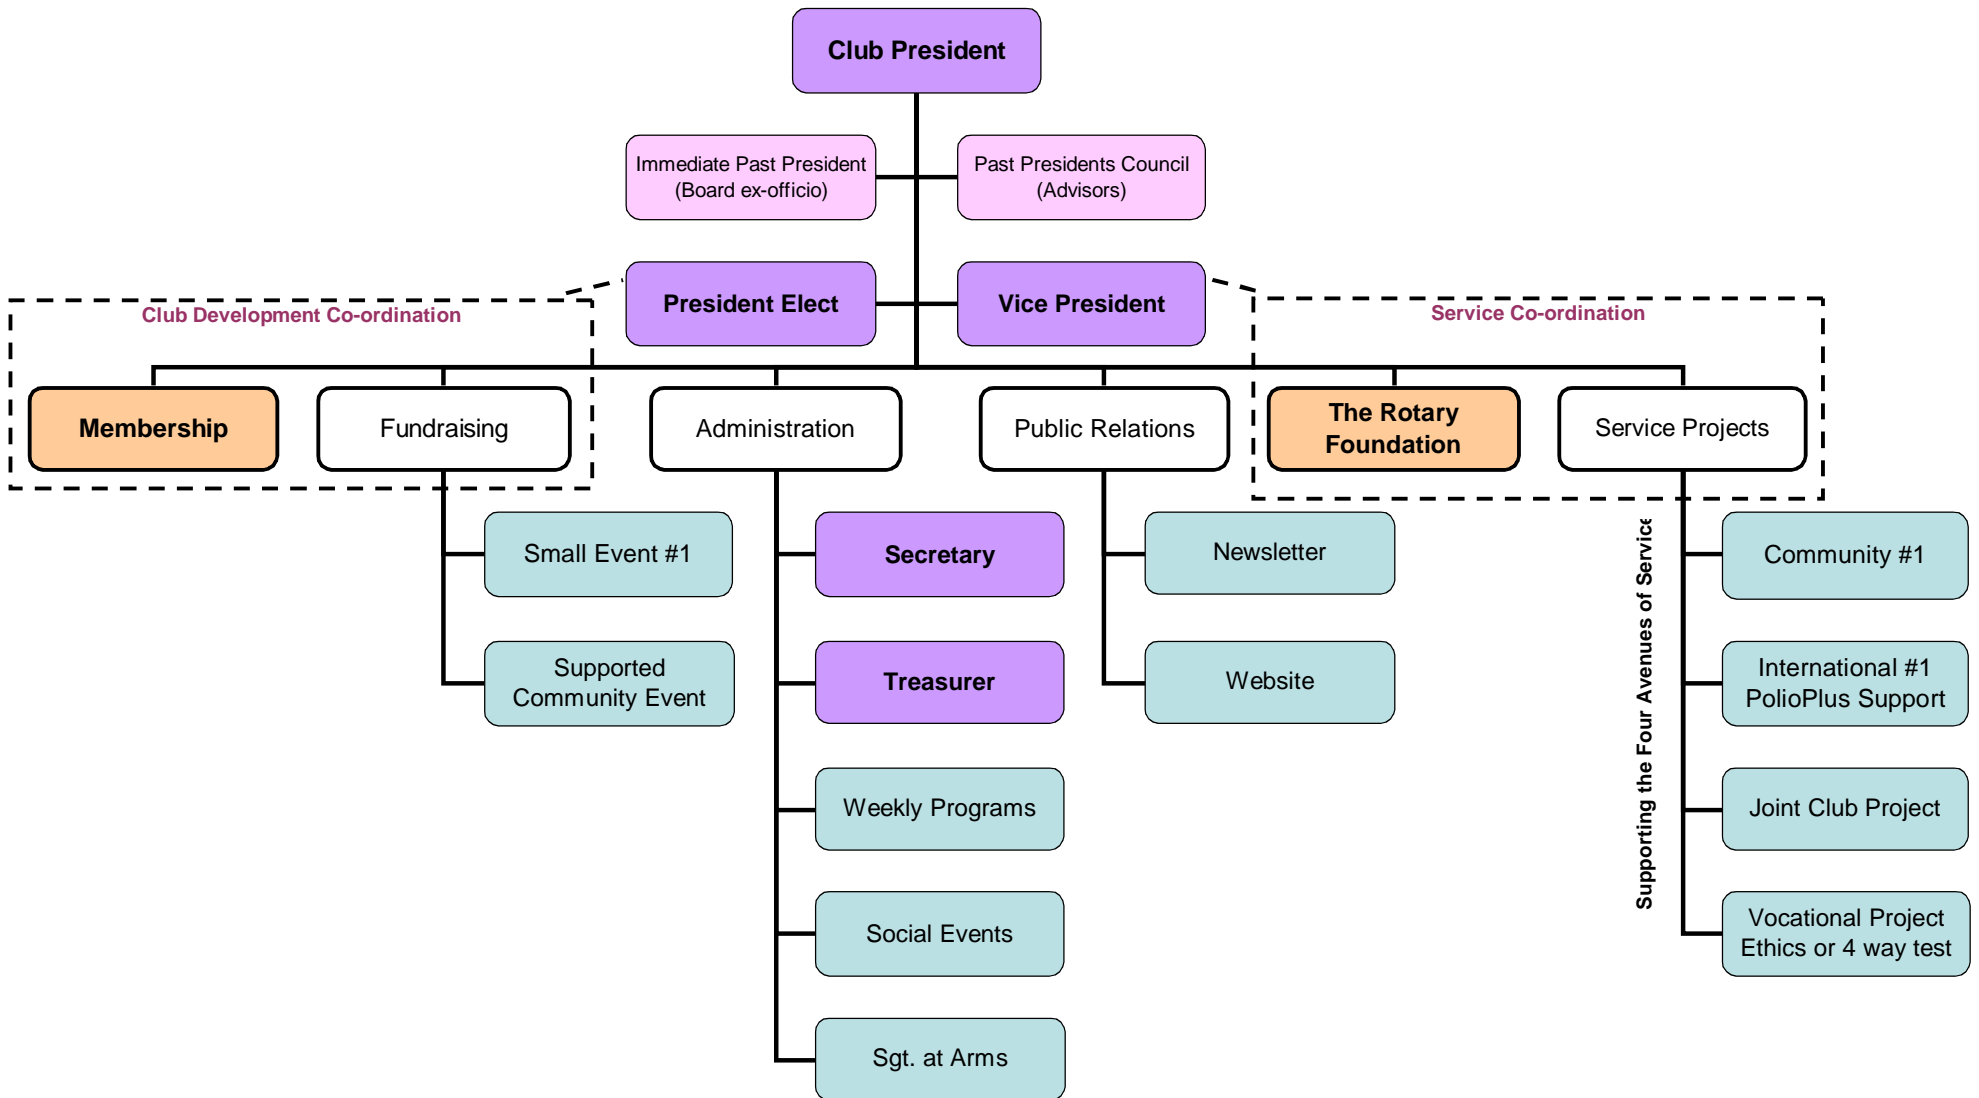 Club President
Immediate Past President
(Board ex-officio)
Past Presidents Council
(Advisors)
President Elect
Vice President
Club Development Co-ordination
Service Co-ordination
Membership
Fundraising
Administration
Public Relations
The Rotary
Foundation
Service Projects
Small Event #1
Secretary
Newsletter
Community #1
Supported
Community Event
Treasurer
Website
International #1
PolioPlus Support
Supporting the Four Avenues of Service
Weekly Programs
Joint Club Project
Social Events
Vocational Project
Ethics or 4 way test
Sgt. at Arms